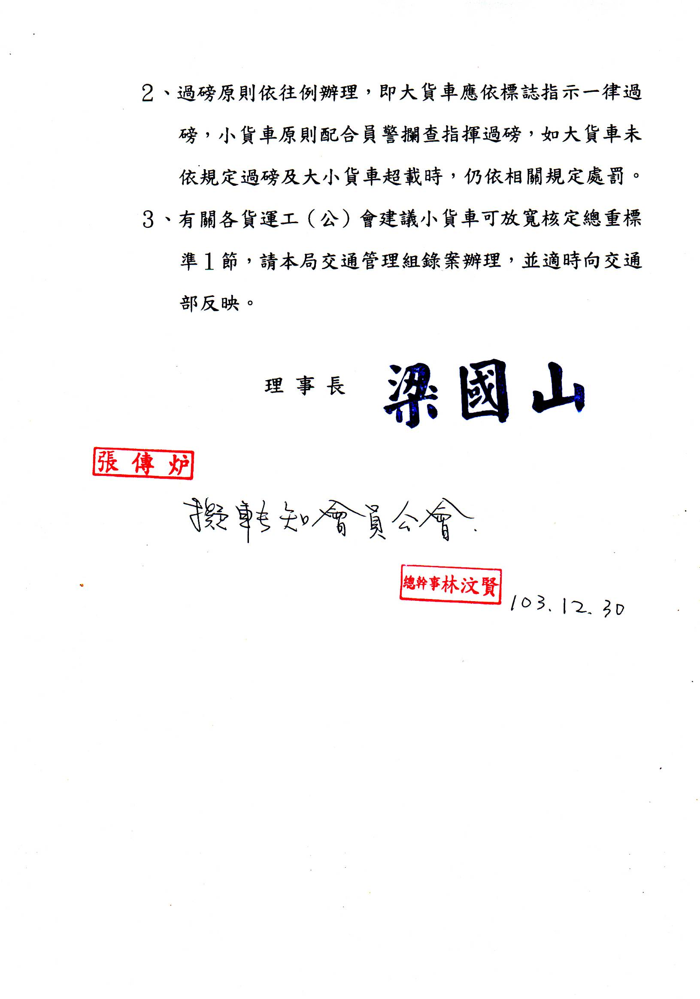 2、過磅原則依往例辦理，即大貨車應依標誌指示一律過
磅，小貨車原則配合員警攔查指揮過磅，如大貨車未
依規定過磅及大小貨車超載時，仍依相關規定處罰。
3、有關各貨運工（公）會建議小貨車可放寬核定總重標
準1節，請本局交通管理組錄案辦理，並適時向交通
部反映。
理事長 梁國山
張傳炉
擬轉知會員公會.
總幹事林汶賢 103.12.30